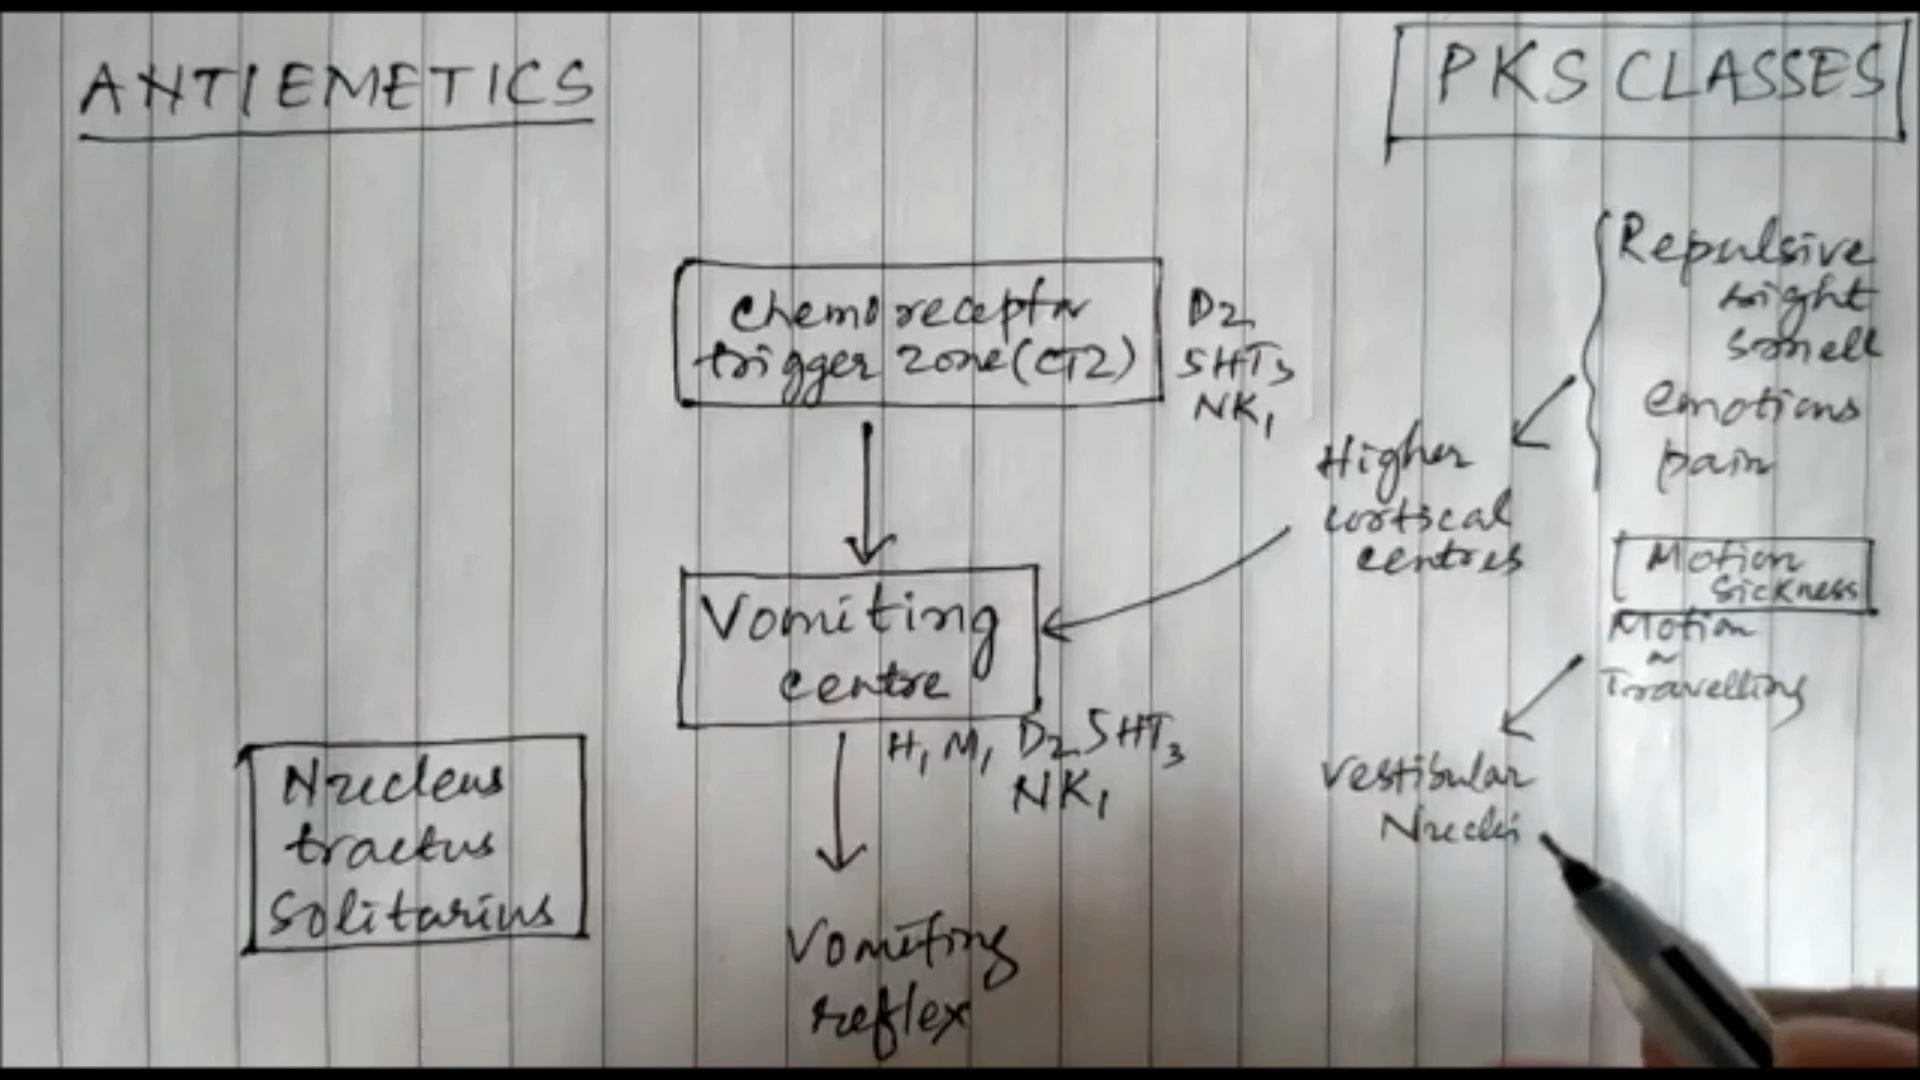 ANTIEMETICS
PKS CLASSES
Chemoreceptor
trigger zone (CTZ)
D2
5HT3
NK1
Repulsive
sight
smell
emotions
pain
Higher
cortical
centres
Motion
Sickness
Motion
~
Travelling
Vomiting
centre
H1 M1 D2 5HT3
NK1
Vestibular
Nuclei
Nucleus
tractus
Solitarius
Vomiting
reflex